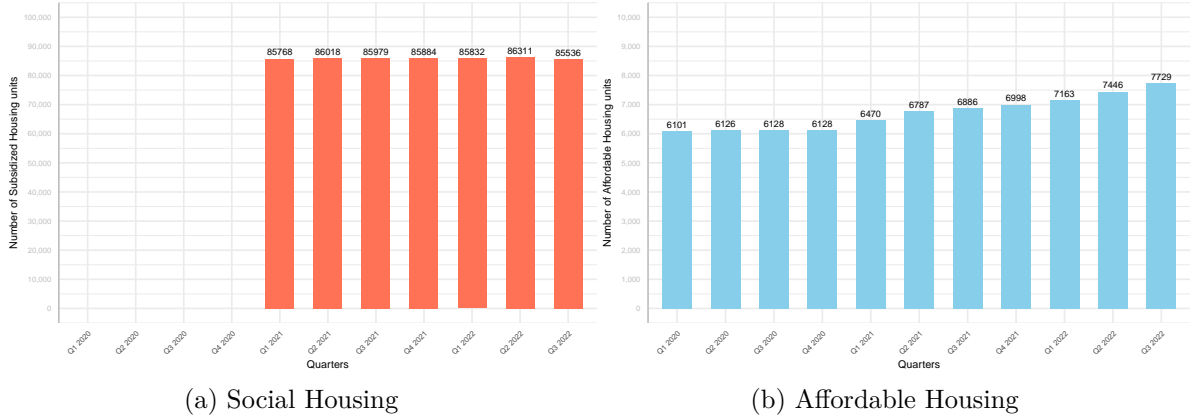 Number of Subsidized Housing units
100,000
90,000
80,000
70,000
60,000
50,000
40,000
30,000
20,000
10,000
0
85768
86018
85979
85884
85832
86311
85536
Q1 2020
Q2 2020
Q3 2020
Q4 2020
Q1 2021
Q2 2021
Q3 2021
Q4 2021
Q1 2022
Q2 2022
Q3 2022
Quarters
(a) Social Housing
Number of Affordable Housing units
10,000
9,000
8,000
7,000
6,000
5,000
4,000
3,000
2,000
1,000
0
6101
6126
6128
6128
6470
6787
6886
6998
7163
7446
7729
Q1 2020
Q2 2020
Q3 2020
Q4 2020
Q1 2021
Q2 2021
Q3 2021
Q4 2021
Q1 2022
Q2 2022
Q3 2022
Quarters
(b) Affordable Housing